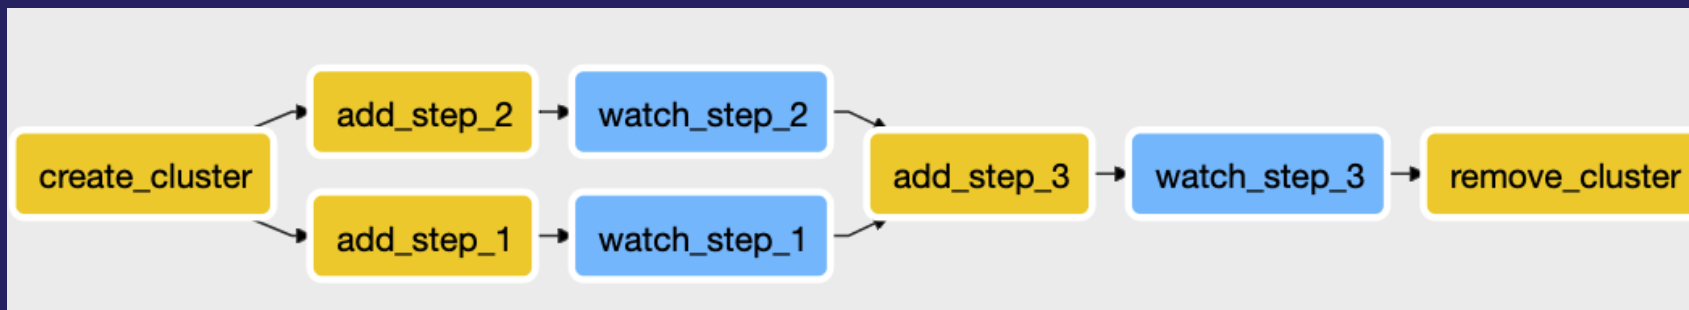 create_cluster
add_step_2
watch_step_2
add_step_1
watch_step_1
add_step_3
watch_step_3
remove_cluster